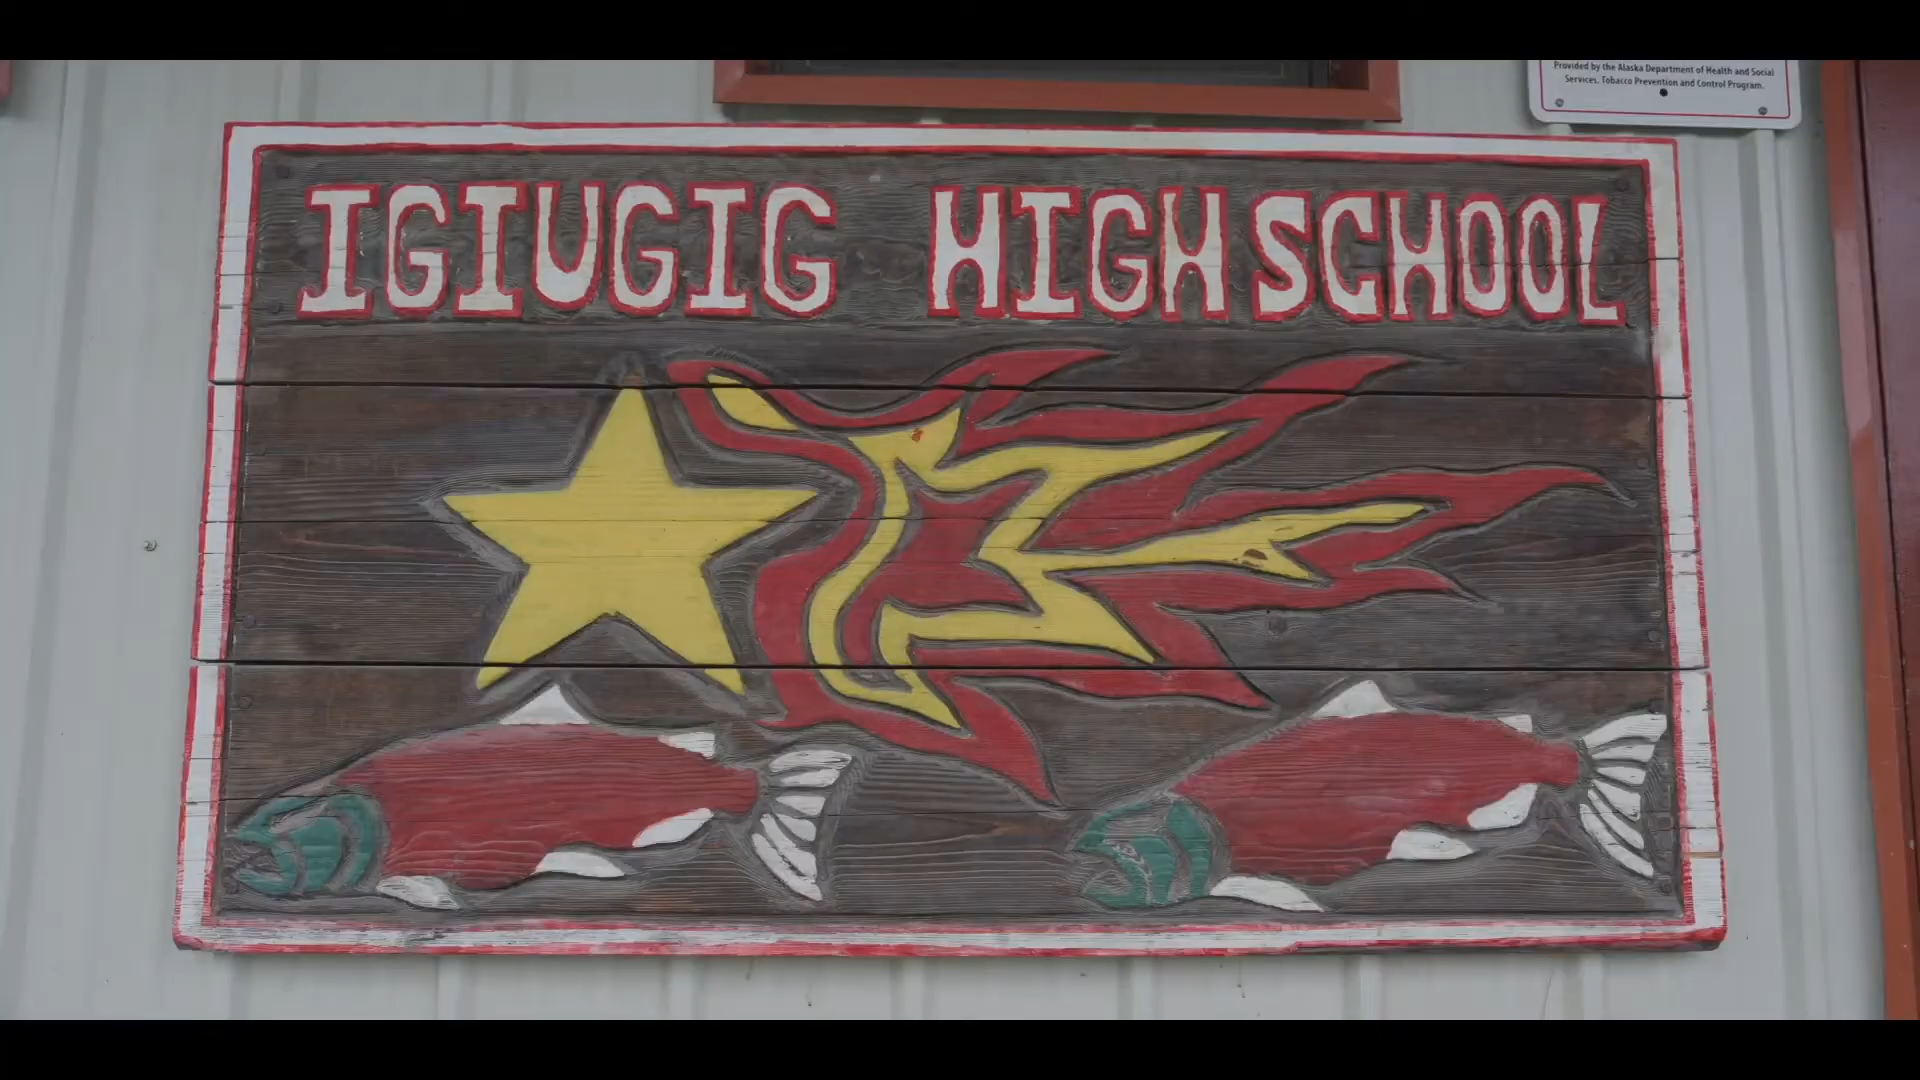 Provided by the Alaska Department of Health and Social
Services, Tobacco Prevention and Control Program.
IGIUGIG HIGH SCHOOL